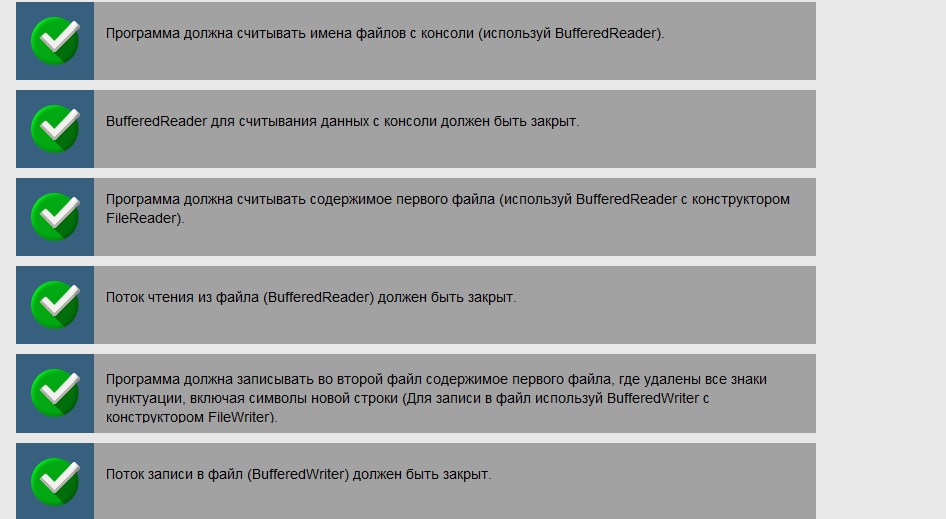 Программа должна считывать имена файлов с консоли (используй BufferedReader).
BufferedReader для считывания данных с консоли должен быть закрыт.
Программа должна считывать содержимое первого файла (используй BufferedReader с конструктором
FileReader).
Поток чтения из файла (BufferedReader) должен быть закрыт.
Программа должна записывать во второй файл содержимое первого файла, где удалены все знаки
пунктуации, включая символы новой строки (Для записи в файл используй BufferedWriter с
конструктором FileWriter).
Поток записи в файл (BufferedWriter) должен быть закрыт.